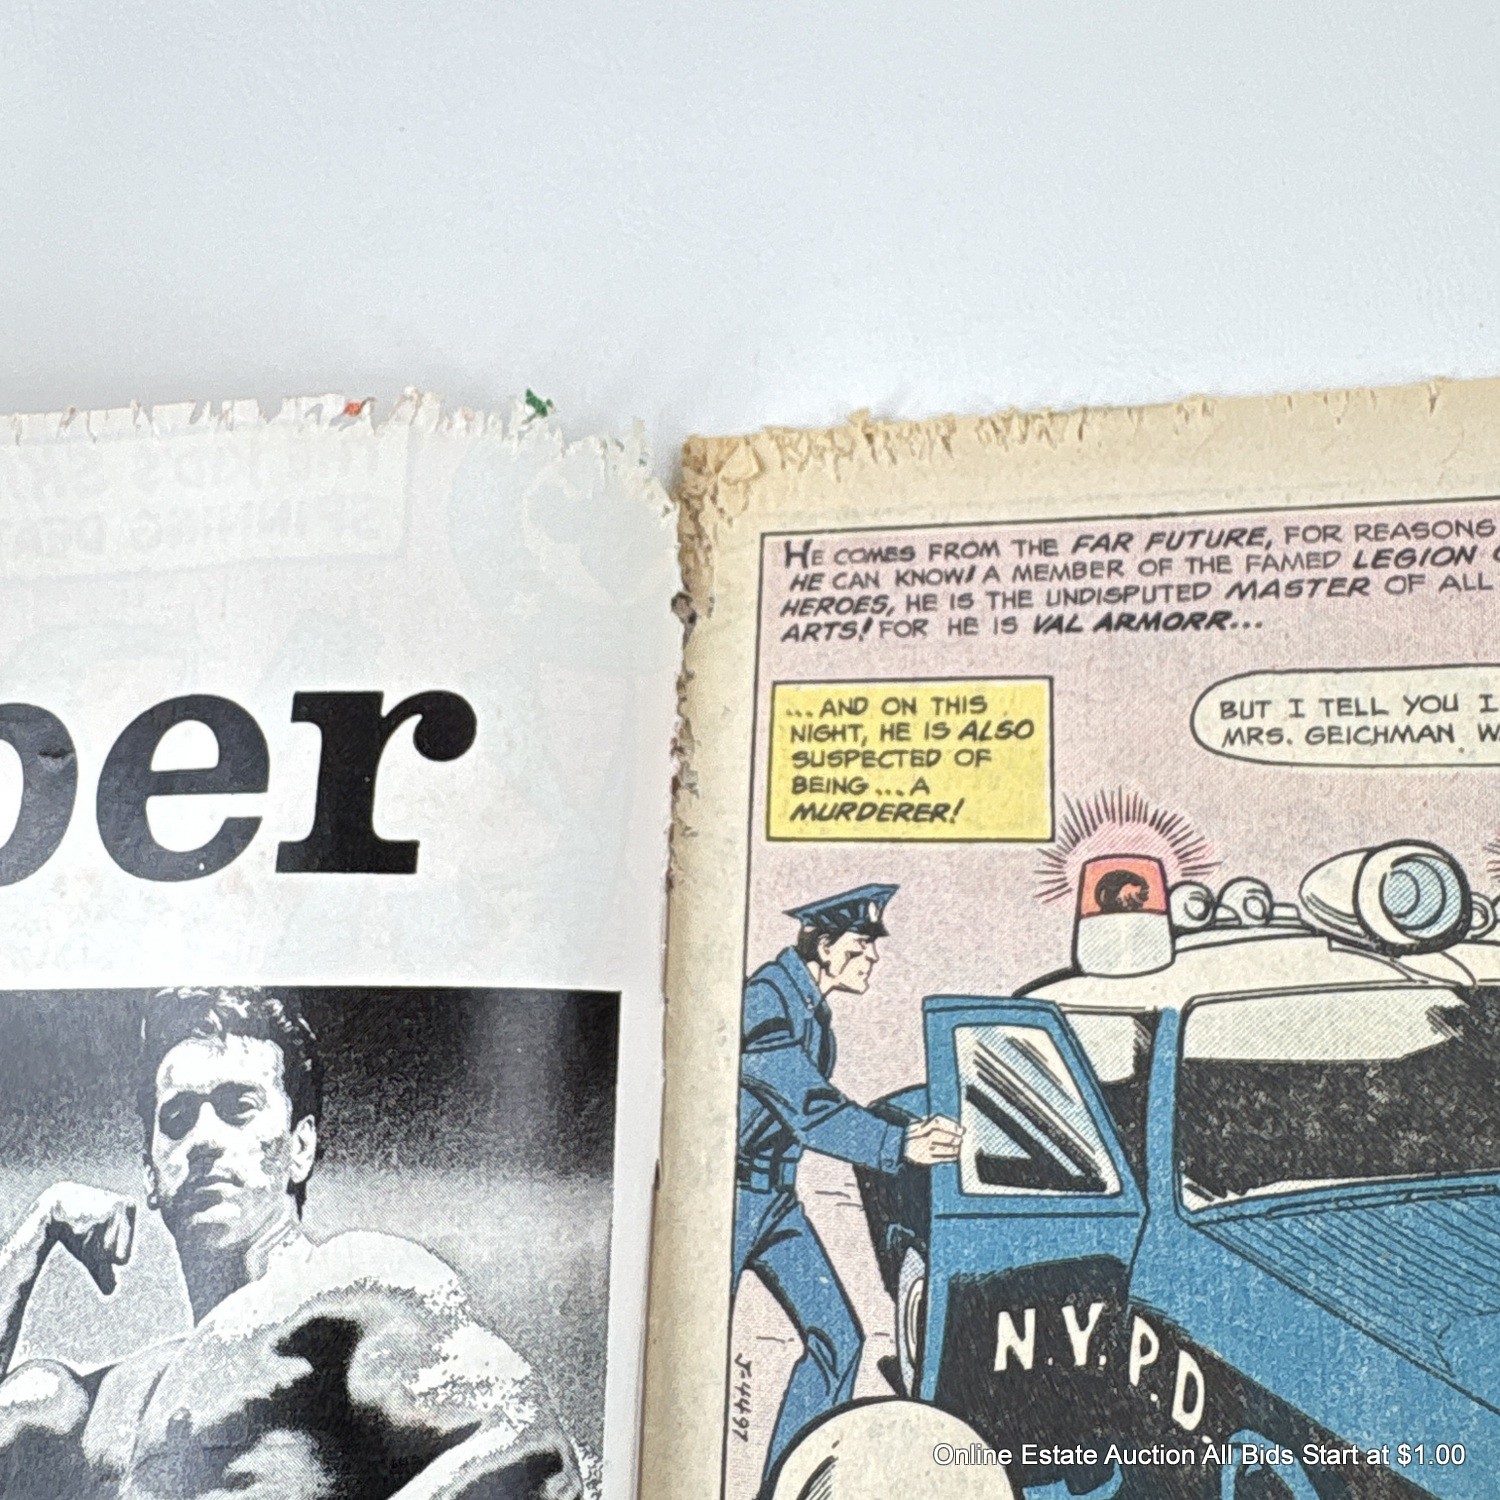 ber
HE COMES FROM THE FAR FUTURE, FOR REASONS
HE CAN KNOW! A MEMBER OF THE FAMED LEGION
HEROES, HE IS THE UNDISPUTED MASTER OF ALL
ARTS! FOR HE IS VAL ARMORR...
...AND ON THIS
NIGHT, HE IS ALSO
SUSPECTED OF
BEING...A
MURDERER!
BUT I TELL YOU I
MRS. GEICHMAN
N.Y.P.D.
J-4497
Online Estate Auction All Bids Start at $1.00